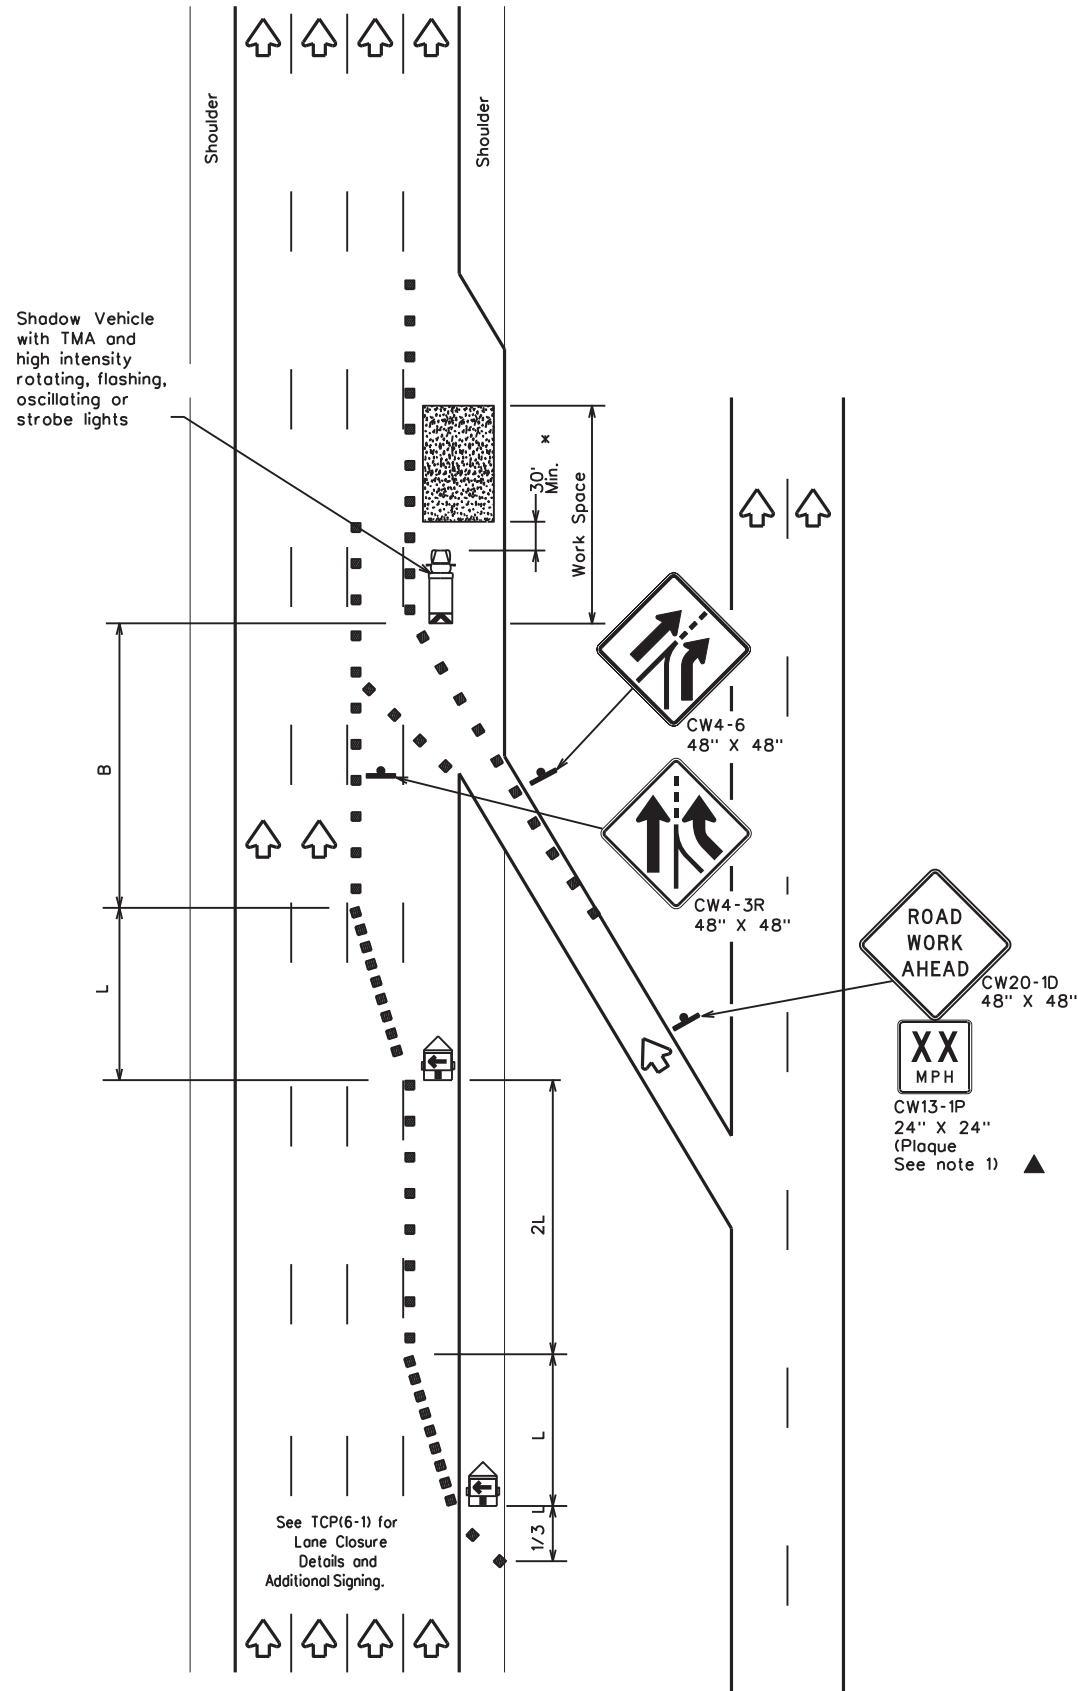 Shoulder
Shoulder
Shadow Vehicle
with TMA and
high intensity
rotating, flashing,
oscillating or
strobe lights
30'
Min.
*
Work Space
CW4-6
48" X 48"
B
CW4-3R
48" X 48"
ROAD
WORK
AHEAD
CW20-1D
48" X 48"
L
XX
MPH
CW13-1P
24" X 24"
(Plaque
See note 1)
2L
L
1/3 L
See TCP(6-1) for
Lane Closure
Details and
Additional Signing.